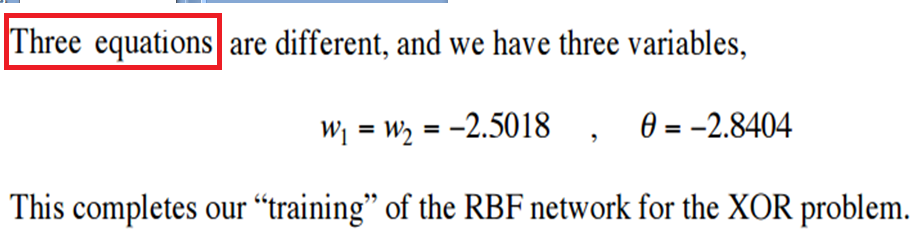 Three equations are different, and we have three variables,
w₁ = w₂ = −2.5018 , θ = −2.8404
This completes our “training” of the RBF network for the XOR problem.